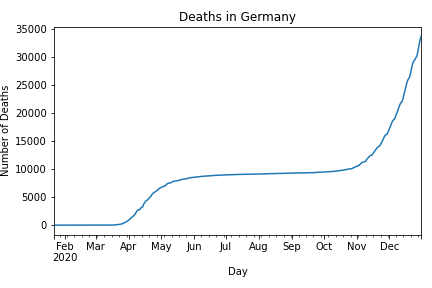 Deaths in Germany
Number of Deaths
35000
30000
25000
20000
15000
10000
5000
0
Feb Mar Apr May Jun Jul Aug Sep Oct Nov Dec
2020
Day